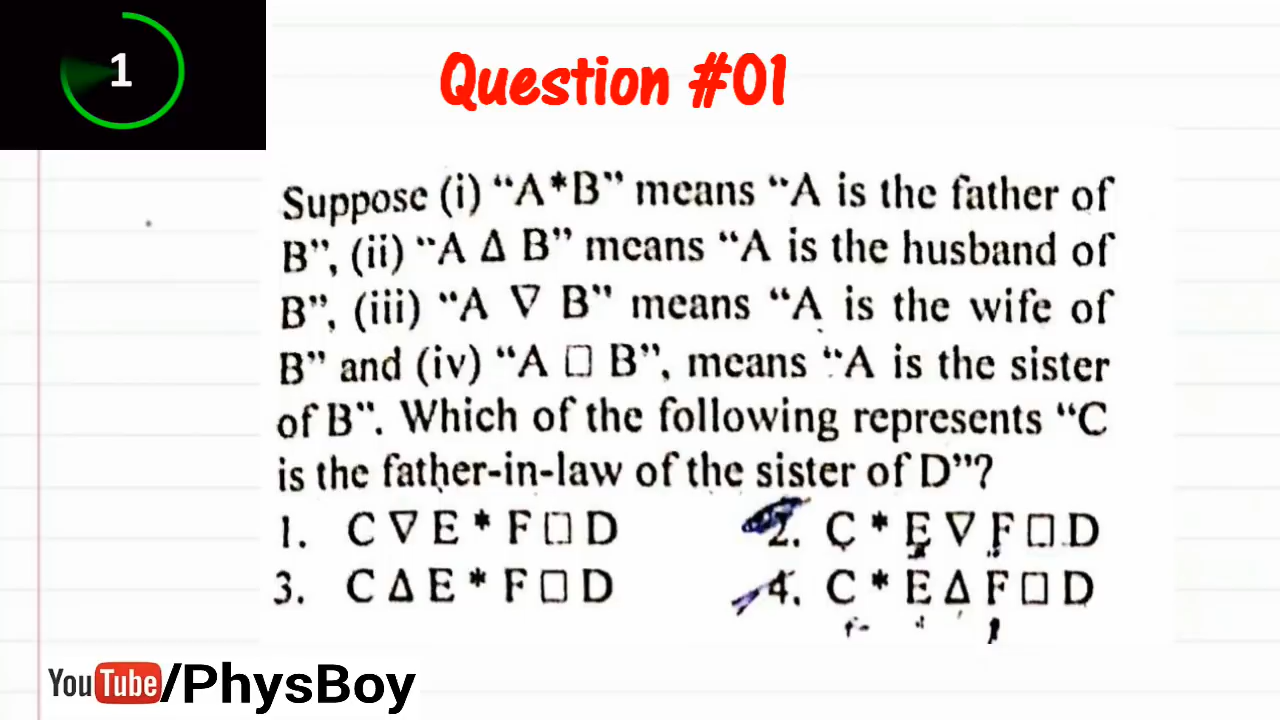 1
Question #01
Suppose (i) “A*B” means “A is the father of
B”, (ii) “A Δ B” means “A is the husband of
B”, (iii) “A ∇ B” means “A is the wife of
B” and (iv) “A □ B”, means “A is the sister
of B”. Which of the following represents “C
is the father-in-law of the sister of D”?
1. C ∇ E * F □ D 2. C * E ∇ F □ D
3. C Δ E * F □ D 4. C * E Δ F □ D
YouTube/PhysBoy